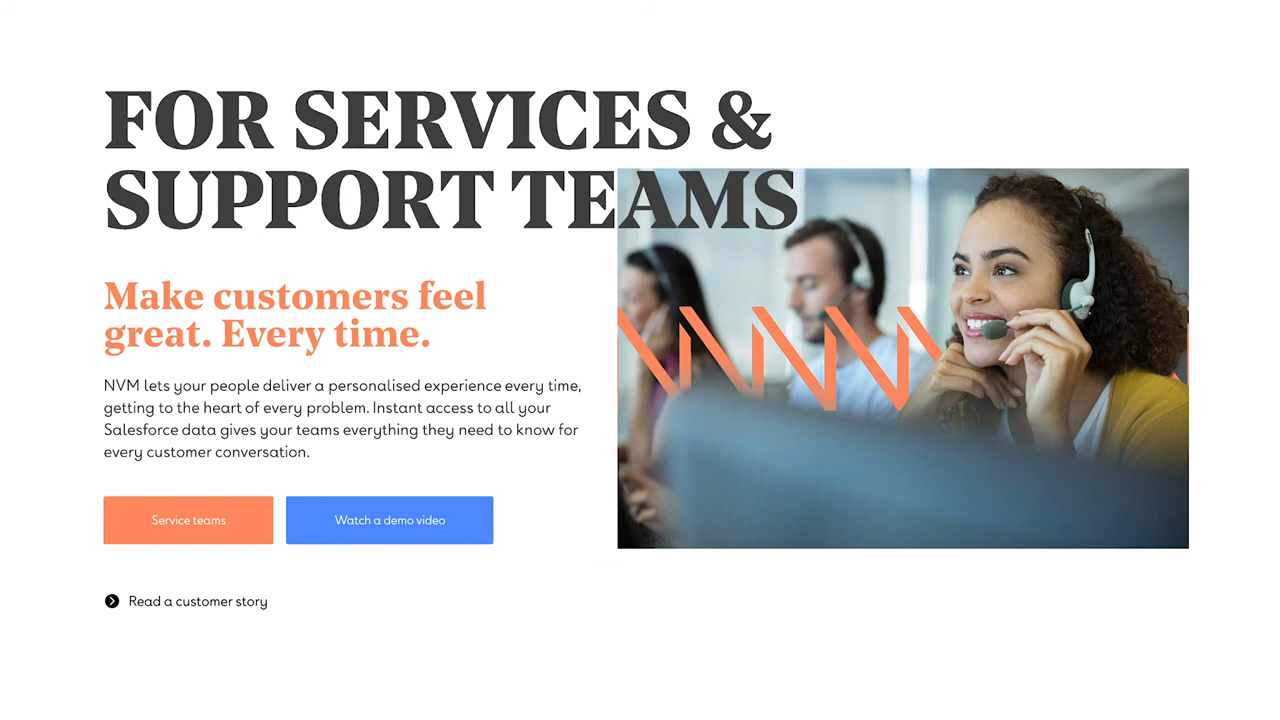 FOR SERVICES &
SUPPORT TEAMS
Make customers feel
great. Every time.
NVM lets your people deliver a personalised experience every time,
getting to the heart of every problem. Instant access to all your
Salesforce data gives your teams everything they need to know for
every customer conversation.
Service teams
Watch a demo video
Read a customer story